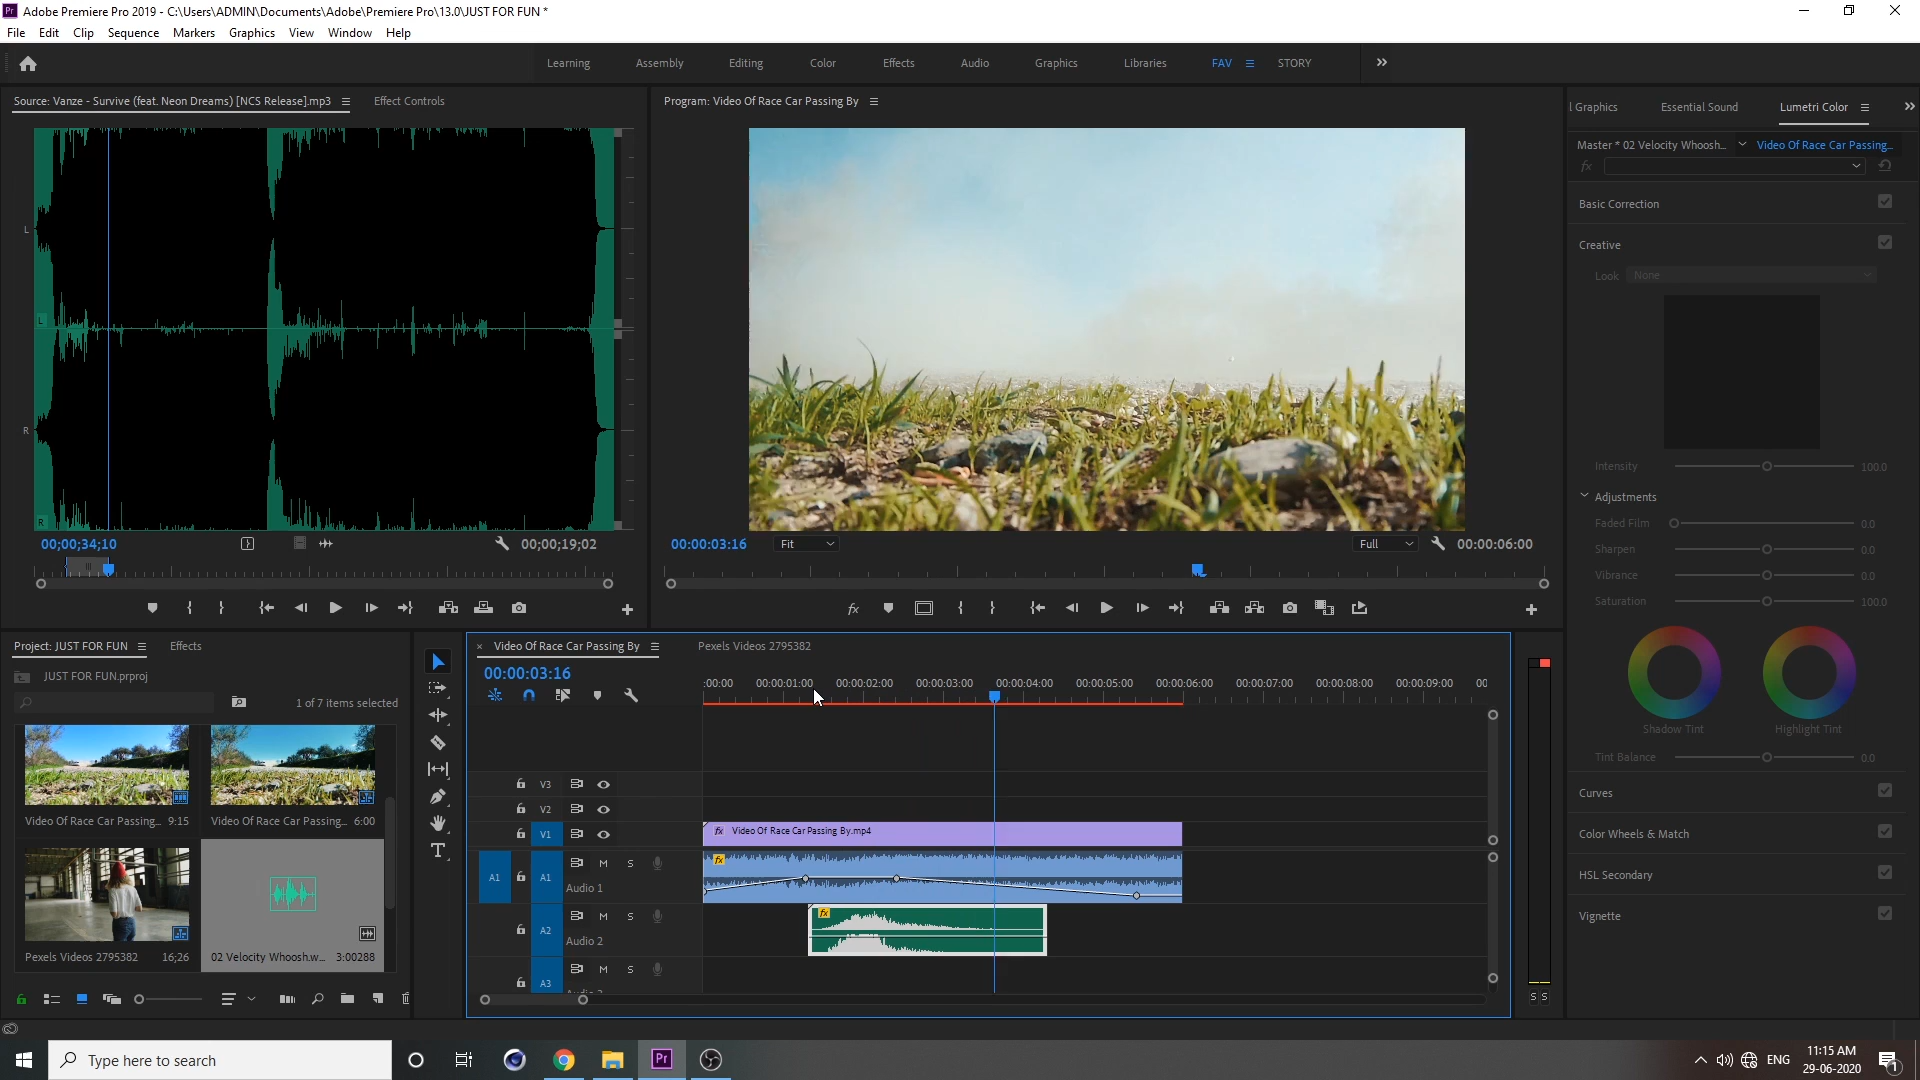 Adobe Premiere Pro 2019 - C:\Users\ADMIN\Documents\Adobe\Premiere Pro\13.0\JUST FOR FUN *
File Edit Clip Sequence Markers Graphics View Window Help
Learning Assembly Editing Color Effects Audio Graphics Libraries FAV STORY
Source: Vanze - Survive (feat. Neon Dreams) [NCS Release].mp3 Effect Controls
Program: Video Of Race Car Passing By
l Graphics Essential Sound Lumetri Color
Master * 02 Velocity Whoosh... Video Of Race Car Passing...
fx
Basic Correction
Creative
Look None
Intensity 100.0
Adjustments
Faded Film 0.0
Sharpen 0.0
Vibrance 0.0
Saturation 100.0
Shadow Tint Highlight Tint
Tint Balance 0.0
Curves
Color Wheels & Match
HSL Secondary
Vignette
L
L
R
R
00;00;34;10 00;00;19;02
00:00:03:16 Fit Full 00:00:06:00
fx
Project: JUST FOR FUN Effects
JUST FOR FUN.prproj
1 of 7 items selected
Video Of Race Car Passing... 9:15
Video Of Race Car Passing... 6:00
Pexels Videos 2795382 16;26
02 Velocity Whoosh.w... 3:00288
× Video Of Race Car Passing By Pexels Videos 2795382
00:00:03:16
:00:00 00:00:01:00 00:00:02:00 00:00:03:00 00:00:04:00 00:00:05:00 00:00:06:00 00:00:07:00 00:00:08:00 00:00:09:00 00
V3
V2
V1 fx Video Of Race Car Passing By.mp4
A1 A1 M S fx
Audio 1
A2 M S fx
Audio 2
A3 M S
S S
Type here to search
Pr
ENG
11:15 AM
29-06-2020
1